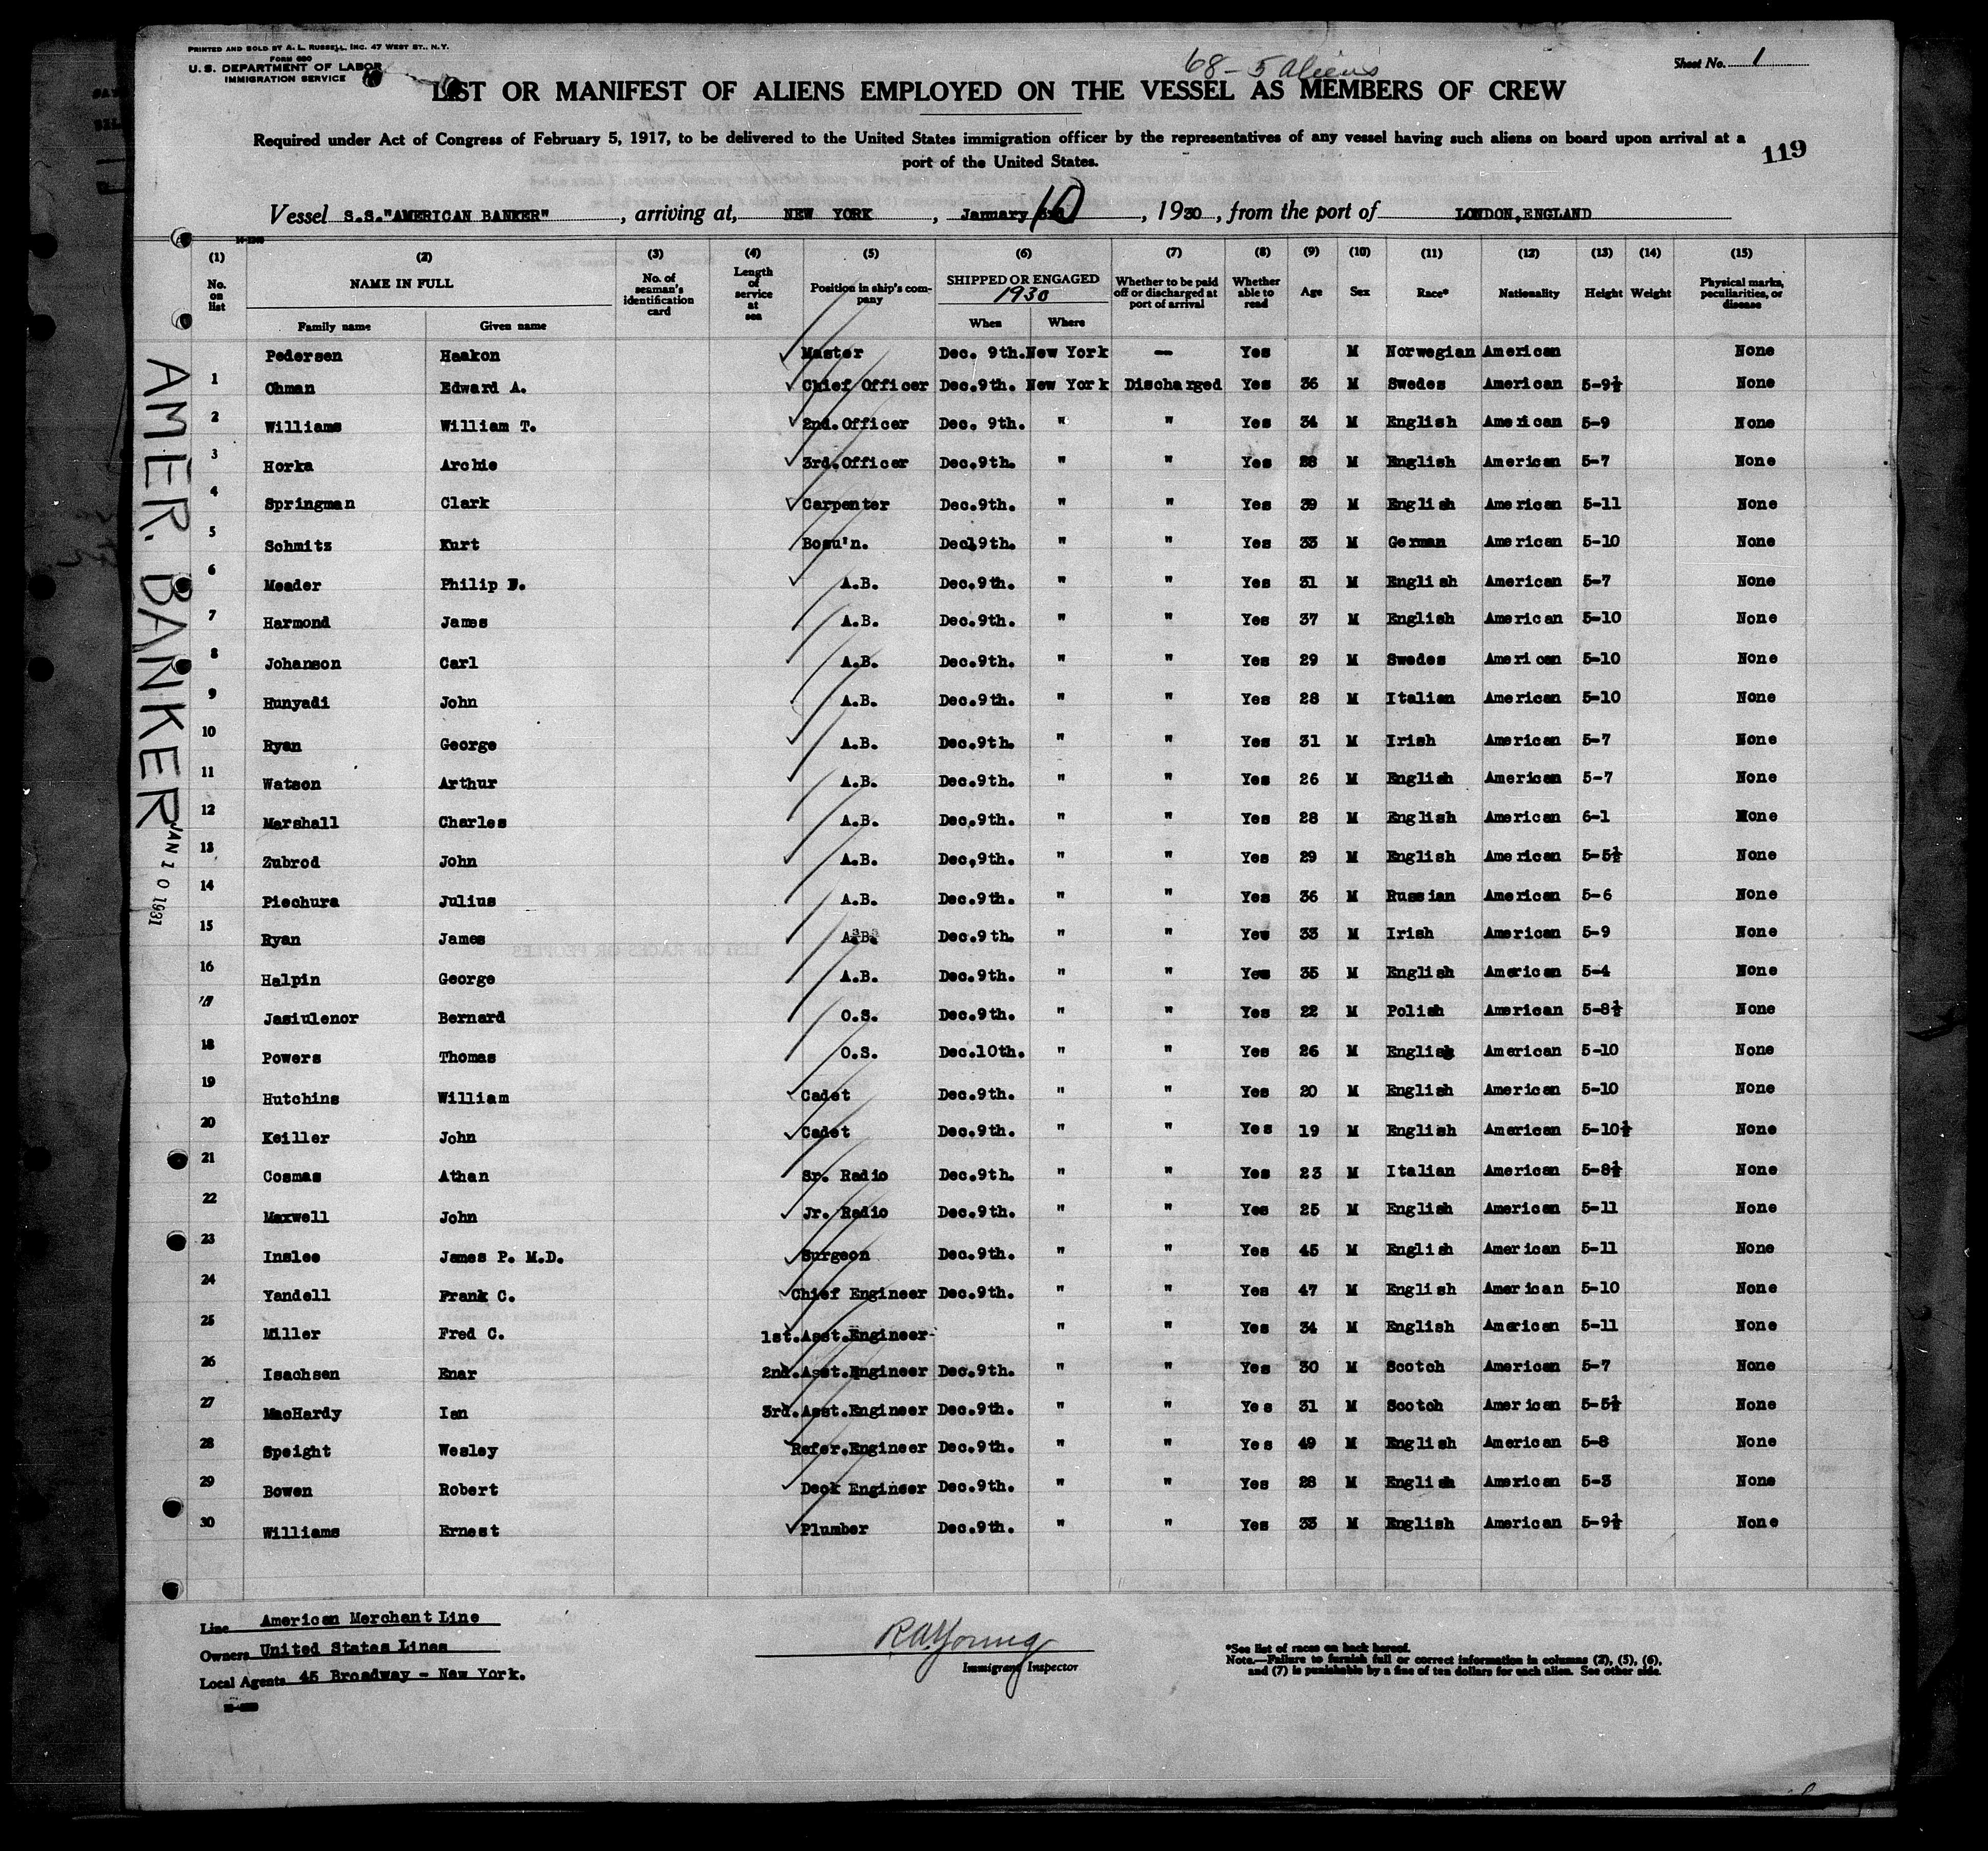 PRINTED AND SOLD BY A. L. RUSSELL, INC. 47 WEST ST., N.Y.
FORM 680
U. S. DEPARTMENT OF LABOR
IMMIGRATION SERVICE
68 - 5 aliens
Sheet No. 1
LIST OR MANIFEST OF ALIENS EMPLOYED ON THE VESSEL AS MEMBERS OF CREW
Required under Act of Congress of February 5, 1917, to be delivered to the United States immigration officer by the representatives of any vessel having such aliens on board upon arrival at a
port of the United States.
119
Vessel S.S."AMERICAN BANKER", arriving at, NEW YORK, January 10, 1930, from the port of LONDON, ENGLAND
(1) (2) (3) (4) (5) (6) (7) (8) (9) (10) (11) (12) (13) (14) (15)
No. on list NAME IN FULL No. of seaman's identification card Length of service at sea Position in ship's company SHIPPED OR ENGAGED 1930 Whether to be paid off or discharged at port of arrival Whether able to read Age Sex Race* Nationality Height Weight Physical marks, peculiarities, or disease
Family name Given name When Where
Pedersen Haakon Master Dec. 9th. New York — Yes M Norwegian American None
1 Ohman Edward A. Chief Officer Dec.9th. New York Discharged Yes 36 M Swedes American 5-9½ None
2 Williams William T. 2nd.Officer Dec. 9th. " " Yes 34 M English American 5-9 None
3 Horka Archie 3rd.Officer Dec.9th. " " Yes 28 M English American 5-7 None
4 Springman Clark Carpenter Dec.9th. " " Yes 39 M English American 5-11 None
5 Schmitz Kurt Bosu'n. Dec19th. " " Yes 33 M German American 5-10 None
6 Meader Philip A.B. Dec.9th. " " Yes 31 M English American 5-7 None
7 Harmond James A.B. Dec.9th. " " Yes 37 M English American 5-10 None
8 Johanson Carl A.B. Dec.9th. " " Yes 29 M Swedes American 5-10 None
9 Hunyadi John A.B. Dec.9th. " " Yes 28 M Italian American 5-10 None
10 Ryan George A.B. Dec.9th. " " Yes 31 M Irish American 5-7 None
11 Watson Arthur A.B. Dec.9th. " " Yes 26 M English American 5-7 None
12 Marshall Charles A.B. Dec.9th. " " Yes 28 M English American 6-1 None
13 Zubrod John A.B. Dec,9th. " " Yes 29 M English American 5-5½ None
14 Piechura Julius A.B. Dec.9th. " " Yes 36 M Russian American 5-6 None
15 Ryan James A.B. Dec.9th. " " Yew 33 M Irish American 5-9 None
16 Halpin George A.B. Dec.9th. " " Yes 35 M English American 5-4 None
17 Jasiulenor Bernard O.S. Dec.9th. " " Yes 22 M Polish American 5-8½ None
18 Powers Thomas O.S. Dec.10th. " " Yes 26 M English American 5-10 None
19 Hutchins William Cadet Dec.9th. " " Yes 20 M English American 5-10 None
20 Keiller John Cadet Dec.9th. " " Yes 19 M English American 5-10½ None
21 Cosmas Athan Sr. Radio Dec.9th. " " Yes 23 M Italian American 5-8½ None
22 Maxwell John Jr. Radio Dec.9th. " " Yes 25 M English American 5-11 None
23 Inslee James P. M.D. Surgeon Dec.9th. " " Yes 45 M English American 5-11 None
24 Yandell Frank C. Chief Engineer Dec.9th. " " Yes 47 M English American 5-10 None
25 Miller Fred C. 1st.Asst.Engineer- " " Yes 34 M English American 5-11 None
26 Isachsen Enar 2nd.Asst.Engineer Dec.9th. " " Yes 30 M Scotch American 5-7 None
27 MacHardy Ian 3rd.Asst.Engineer Dec.9th. " " Yes 31 M Scotch American 5-5½ None
28 Speight Wesley Refer.Engineer Dec.9th. " " Yes 49 M English American 5-8 None
29 Bowen Robert Deck Engineer Dec.9th. " " Yes 28 M English American 5-3 None
30 Williams Ernest Plumber Dec.9th. " " Yes 33 M English American 5-9½ None
AMER. BANKER
JAN 10 1931
Line American Merchant Line
Owners United States Lines
Local Agents 45 Broadway - New York.
R.A. Young
Immigrant Inspector
*See list of races on back hereof.
Note.—Failure to furnish full or correct information in columns (2), (5), (6),
and (7) is punishable by a fine of ten dollars for each alien. See other side.